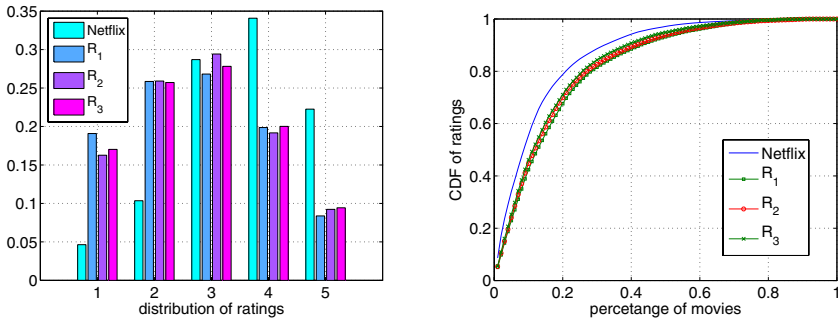 0.35
0.3
0.25
0.2
0.15
0.1
0.05
0
Netflix
R1
R2
R3
1 2 3 4 5
distribution of ratings
1
0.8
0.6
0.4
0.2
0
CDF of ratings
Netflix
R1
R2
R3
0 0.2 0.4 0.6 0.8 1
percetange of movies